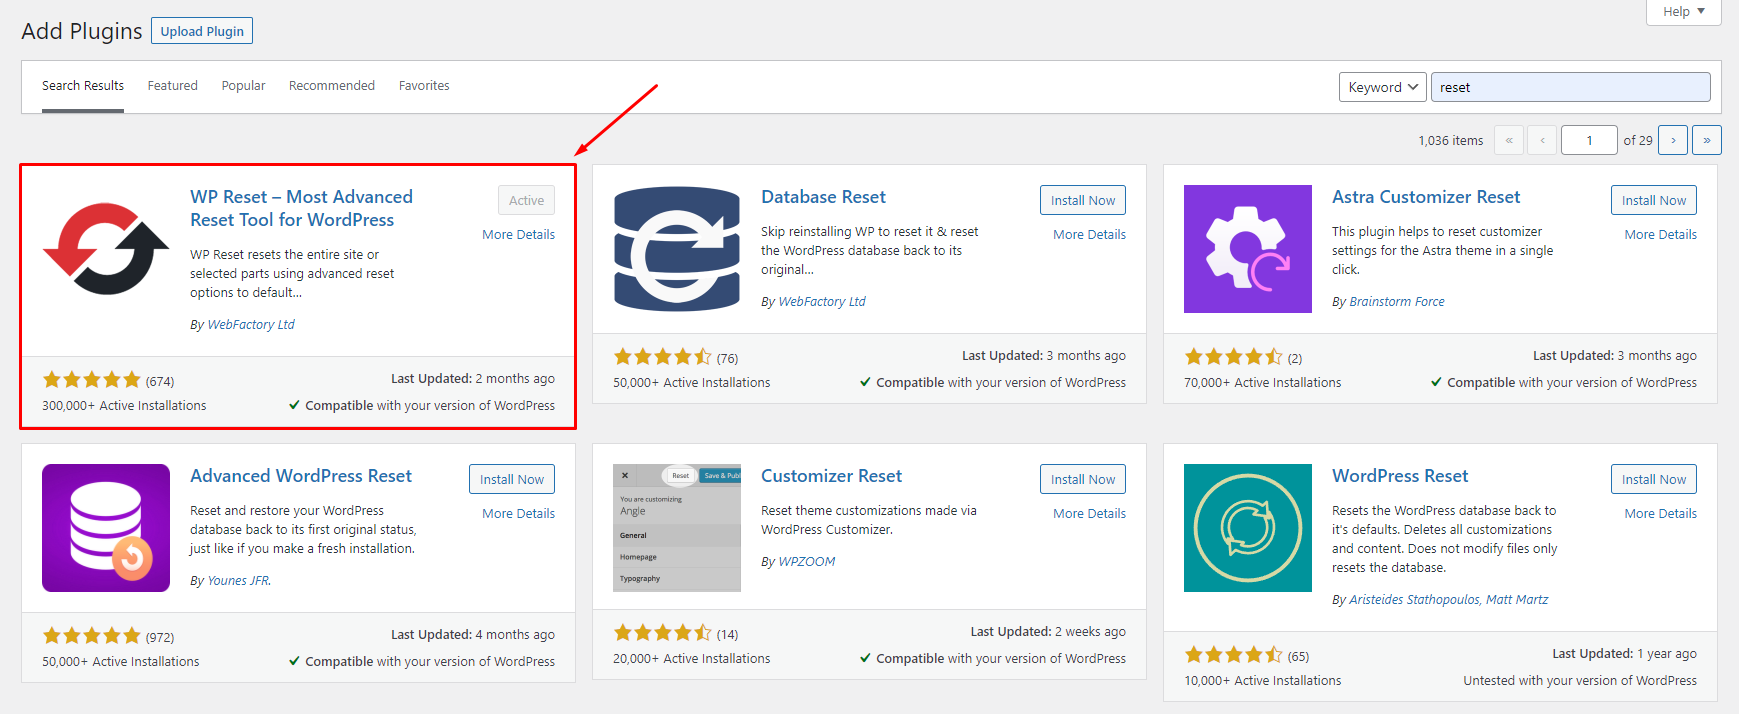 Help
Add Plugins
Upload Plugin
Search Results
Featured
Popular
Recommended
Favorites
Keyword
reset
1,036 items
«
‹
1
of 29
›
»
WP Reset – Most Advanced
Reset Tool for WordPress
Active
More Details
WP Reset resets the entire site or
selected parts using advanced reset
options to default...
By WebFactory Ltd
(674)
Last Updated: 2 months ago
300,000+ Active Installations
Compatible with your version of WordPress
Database Reset
Install Now
More Details
Skip reinstalling WP to reset it & reset
the WordPress database back to its
original...
By WebFactory Ltd
(76)
Last Updated: 3 months ago
50,000+ Active Installations
Compatible with your version of WordPress
Astra Customizer Reset
Install Now
More Details
This plugin helps to reset customizer
settings for the Astra theme in a single
click.
By Brainstorm Force
(2)
Last Updated: 3 months ago
70,000+ Active Installations
Compatible with your version of WordPress
Advanced WordPress Reset
Install Now
More Details
Reset and restore your WordPress
database back to its first original status,
just like if you make a fresh installation.
By Younes JFR.
(972)
Last Updated: 4 months ago
50,000+ Active Installations
Compatible with your version of WordPress
Reset
Save & Publ
You are customizing
Angle
General
Homepage
Typography
Customizer Reset
Install Now
More Details
Reset theme customizations made via
WordPress Customizer.
By WPZOOM
(14)
Last Updated: 2 weeks ago
20,000+ Active Installations
Compatible with your version of WordPress
WordPress Reset
Install Now
More Details
Resets the WordPress database back to
it's defaults. Deletes all customizations
and content. Does not modify files only
resets the database.
By Aristeides Stathopoulos, Matt Martz
(65)
Last Updated: 1 year ago
10,000+ Active Installations
Untested with your version of WordPress